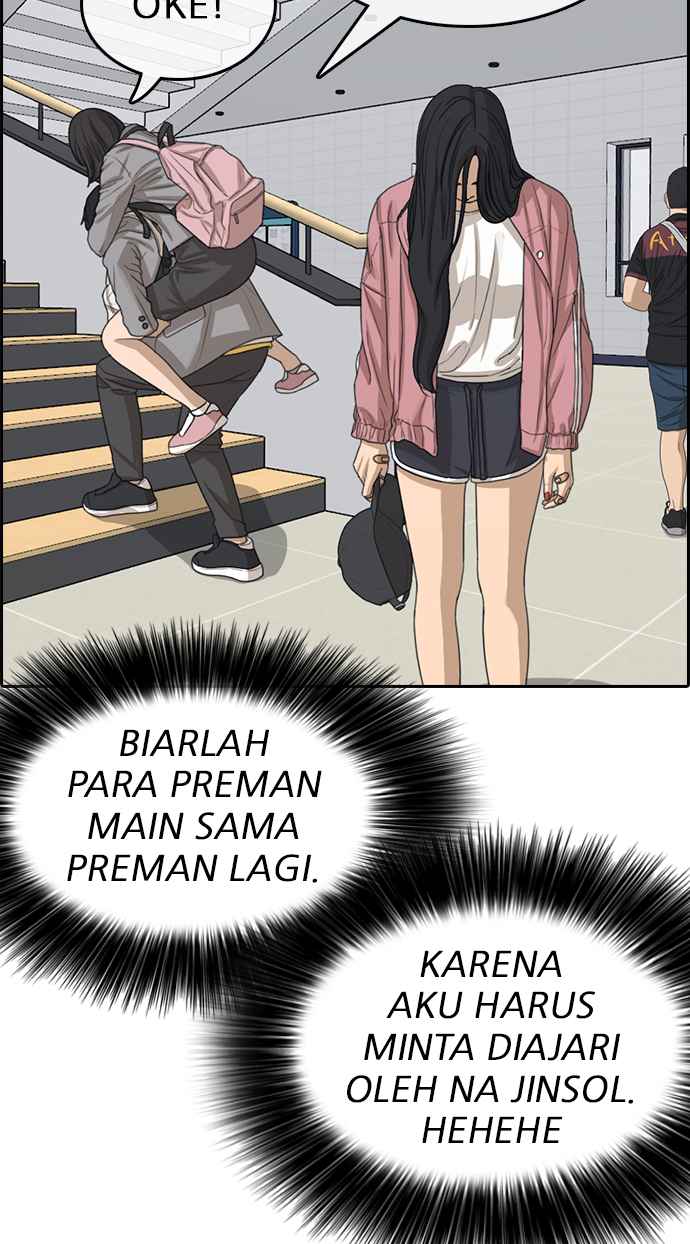 OKE!
A+
BIARLAH
PARA PREMAN
MAIN SAMA
PREMAN LAGI.
KARENA
AKU HARUS
MINTA DIAJARI
OLEH NA JINSOL.
HEHEHE